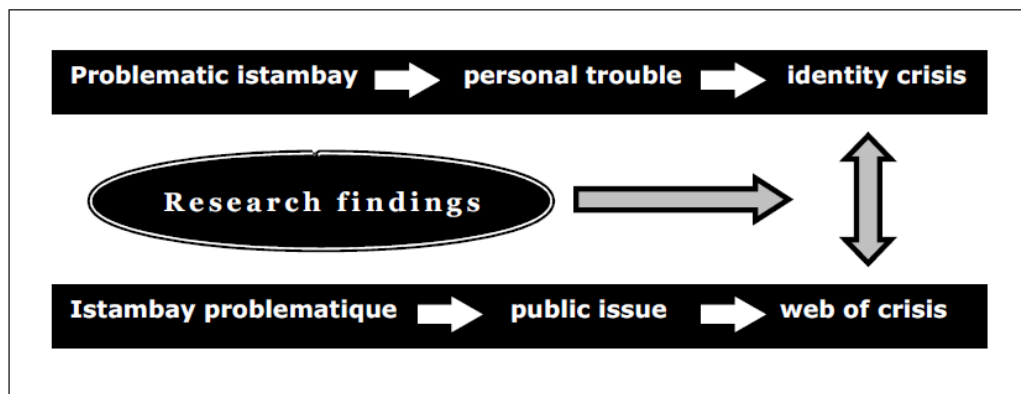 Problematic istambay personal trouble identity crisis
Research findings
Istambay problematique public issue web of crisis